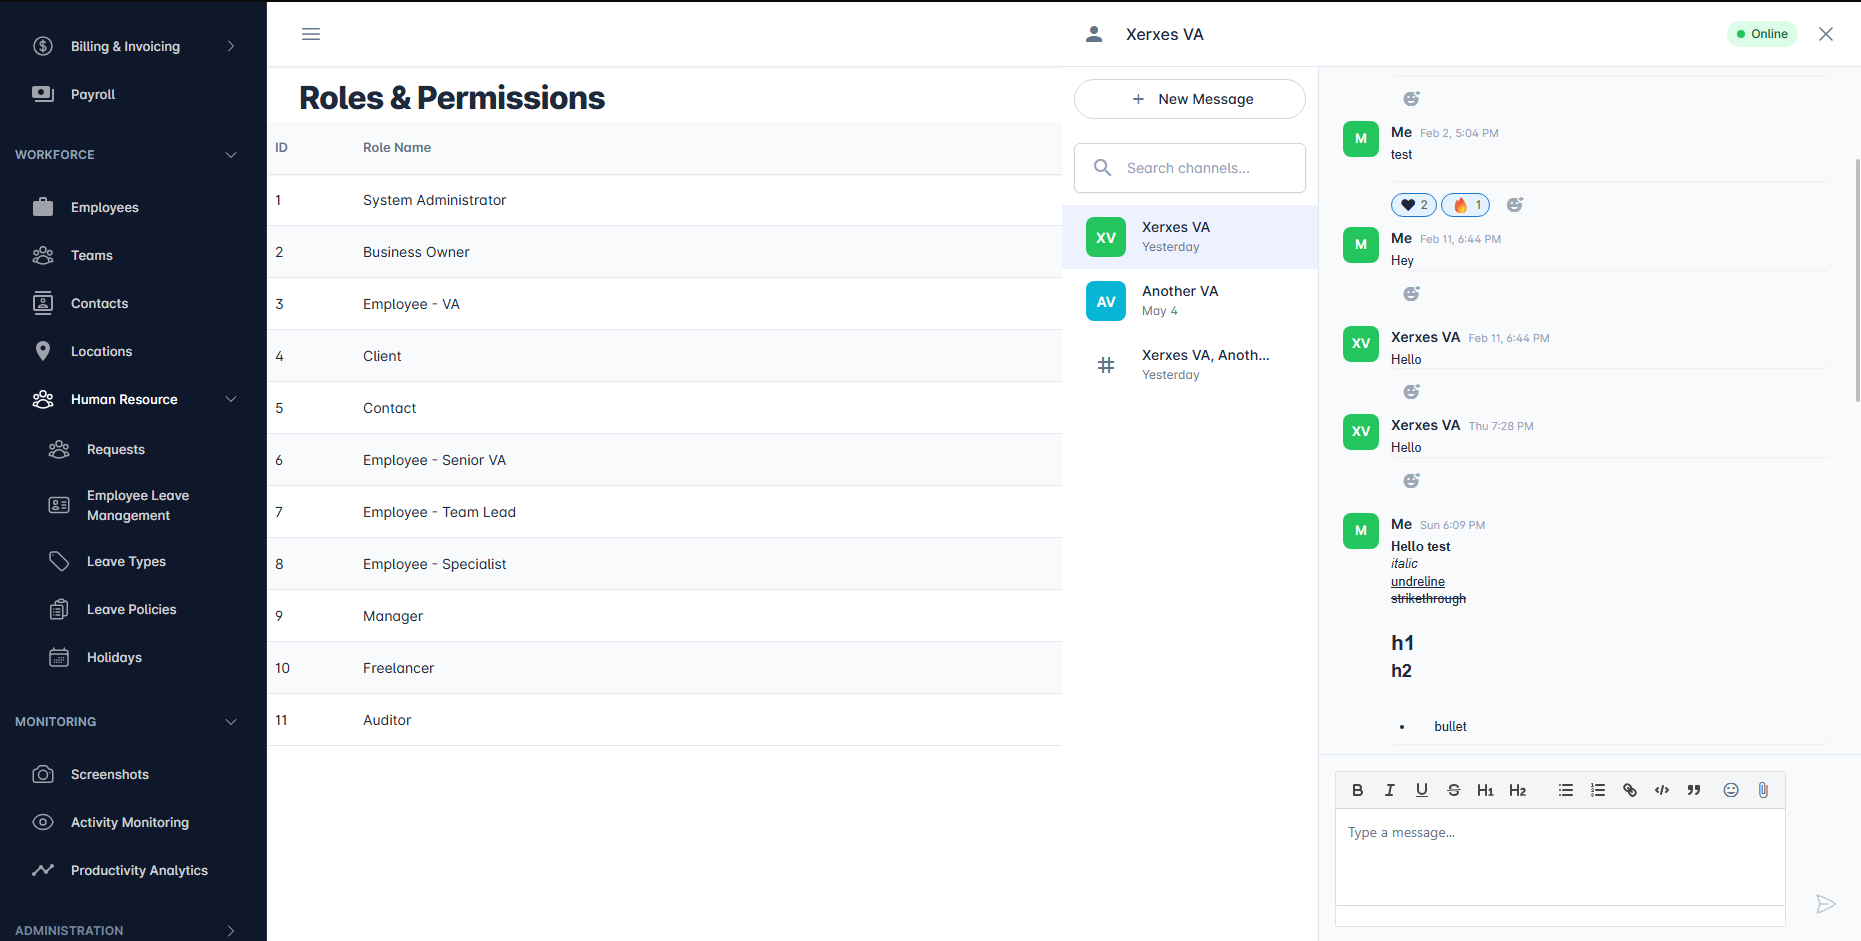 Billing & Invoicing
Payroll
WORKFORCE
Employees
Teams
Contacts
Locations
Human Resource
Requests
Employee Leave
Management
Leave Types
Leave Policies
Holidays
MONITORING
Screenshots
Activity Monitoring
Productivity Analytics
ADMINISTRATION
Roles & Permissions
ID Role Name
1 System Administrator
2 Business Owner
3 Employee - VA
4 Client
5 Contact
6 Employee - Senior VA
7 Employee - Team Lead
8 Employee - Specialist
9 Manager
10 Freelancer
11 Auditor
Xerxes VA
Online
+ New Message
Search channels...
XV Xerxes VA
Yesterday
AV Another VA
May 4
# Xerxes VA, Anoth...
Yesterday
M Me Feb 2, 5:04 PM
test
2 1
M Me Feb 11, 6:44 PM
Hey
XV Xerxes VA Feb 11, 6:44 PM
Hello
XV Xerxes VA Thu 7:28 PM
Hello
M Me Sun 6:09 PM
Hello test
italic
undreline
strikethrough
h1
h2
• bullet
B I U S H1 H2
Type a message...